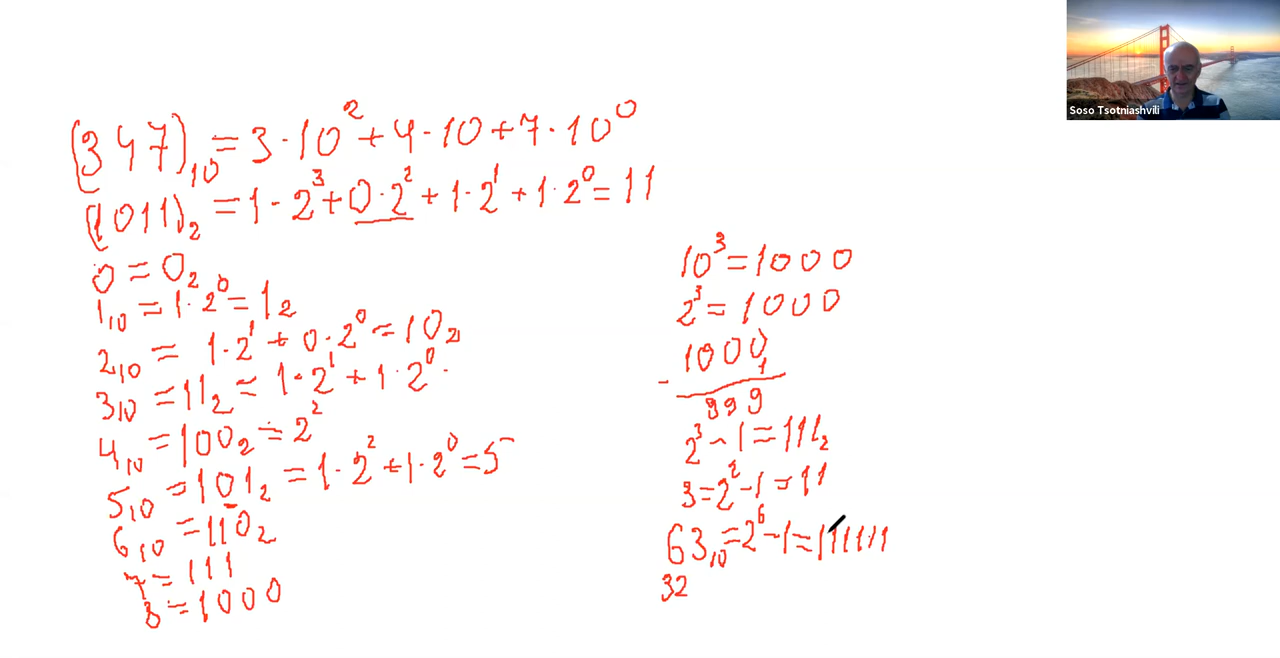 (347)₁₀ = 3·10² + 4·10 + 7·10⁰
(1011)₂ = 1·2³ + 0·2² + 1·2¹ + 1·2⁰ = 11
0 = 0₂
1₁₀ = 1·2⁰ = 1₂
2₁₀ = 1·2¹ + 0·2⁰ = 10₂
3₁₀ = 11₂ = 1·2¹ + 1·2⁰.
4₁₀ = 100₂ = 2²
5₁₀ = 101₂ = 1·2² + 1·2⁰ = 5
6₁₀ = 110₂
7 = 111
8 = 1000
10³ = 1000
2³ = 1000
1000
- 1
999
2³ - 1 = 111₂
3 = 2² - 1 = 11
63₁₀ = 2⁶ - 1 = 111111
32
Soso Tsotniashvili